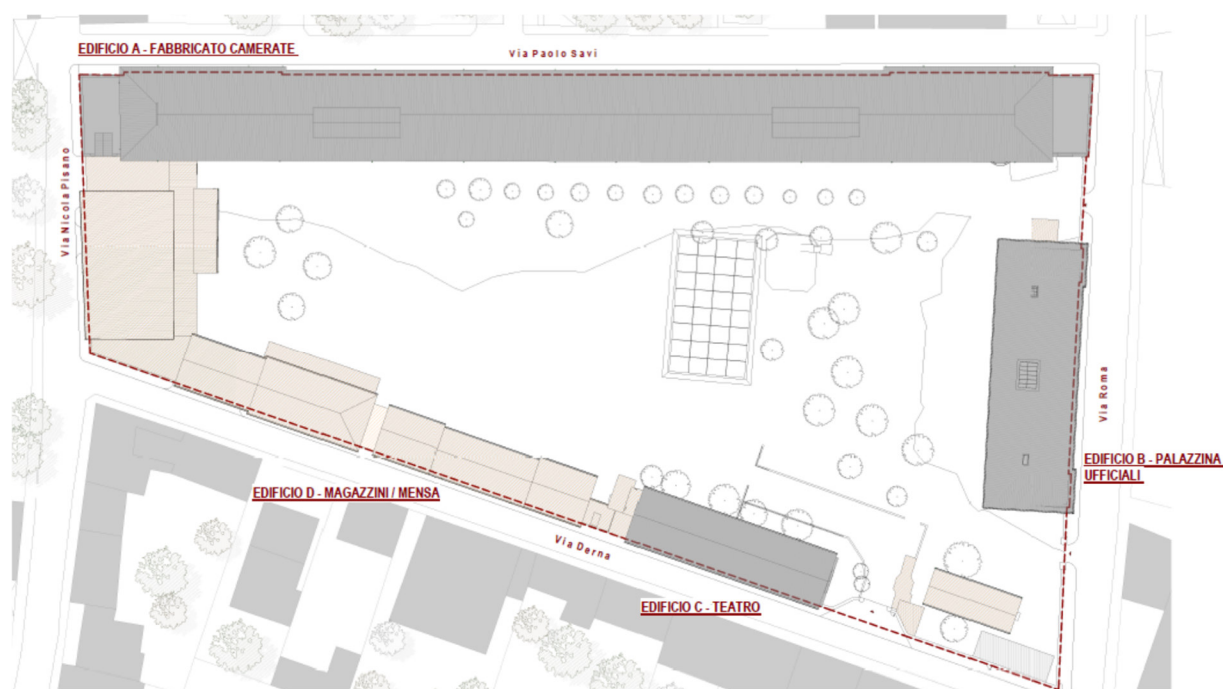 EDIFICIO A - FABBRICATO CAMERATE
Via Paolo Savi
Via Nicola Pisano
Via Roma
EDIFICIO B - PALAZZINA
UFFICIALI
EDIFICIO D - MAGAZZINI / MENSA
Via Derna
EDIFICIO C - TEATRO